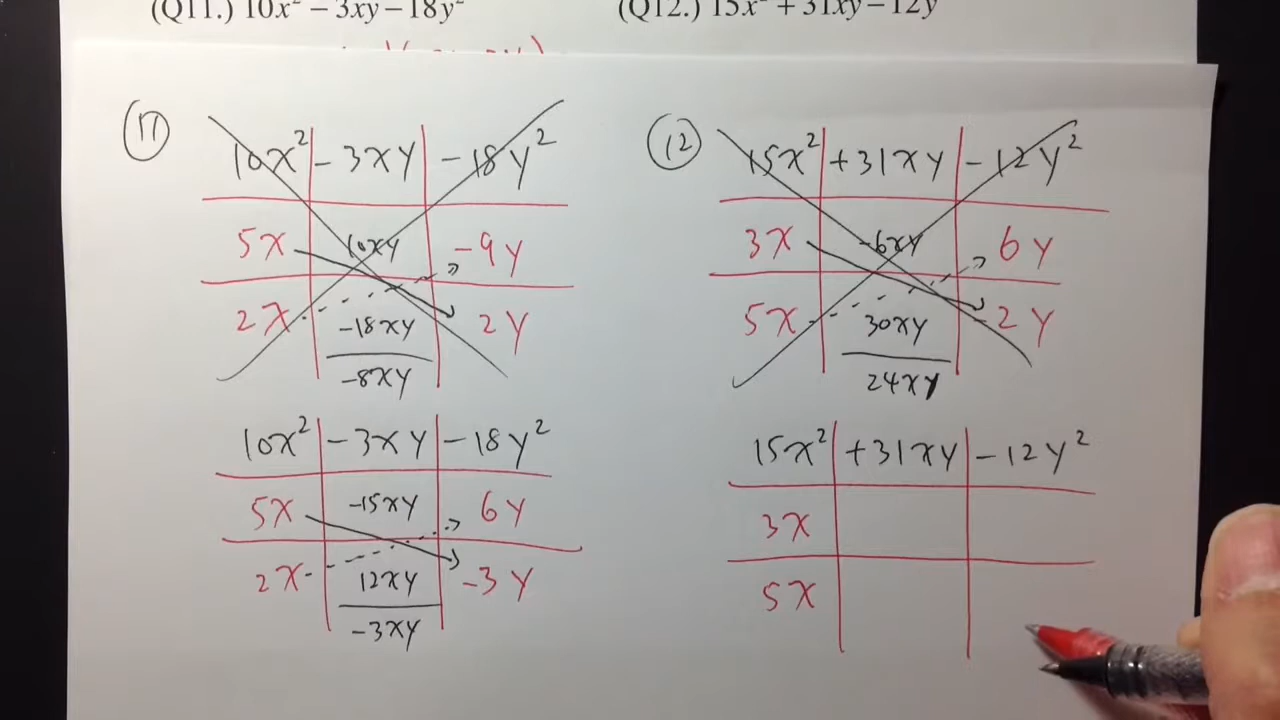 (Q11.) 10x² − 3xy − 18y²
(Q12.) 15x² + 31xy − 12y
11
10x² − 3xy − 18y²
5x 10xy −9y
2x −18xy 2y
−8xy
12
15x² + 31xy − 12y²
3x −6xy 6y
5x 30xy −2y
24xy
10x² − 3xy − 18y²
5x −15xy 6y
2x 12xy −3y
−3xy
15x² + 31xy − 12y²
3x
5x